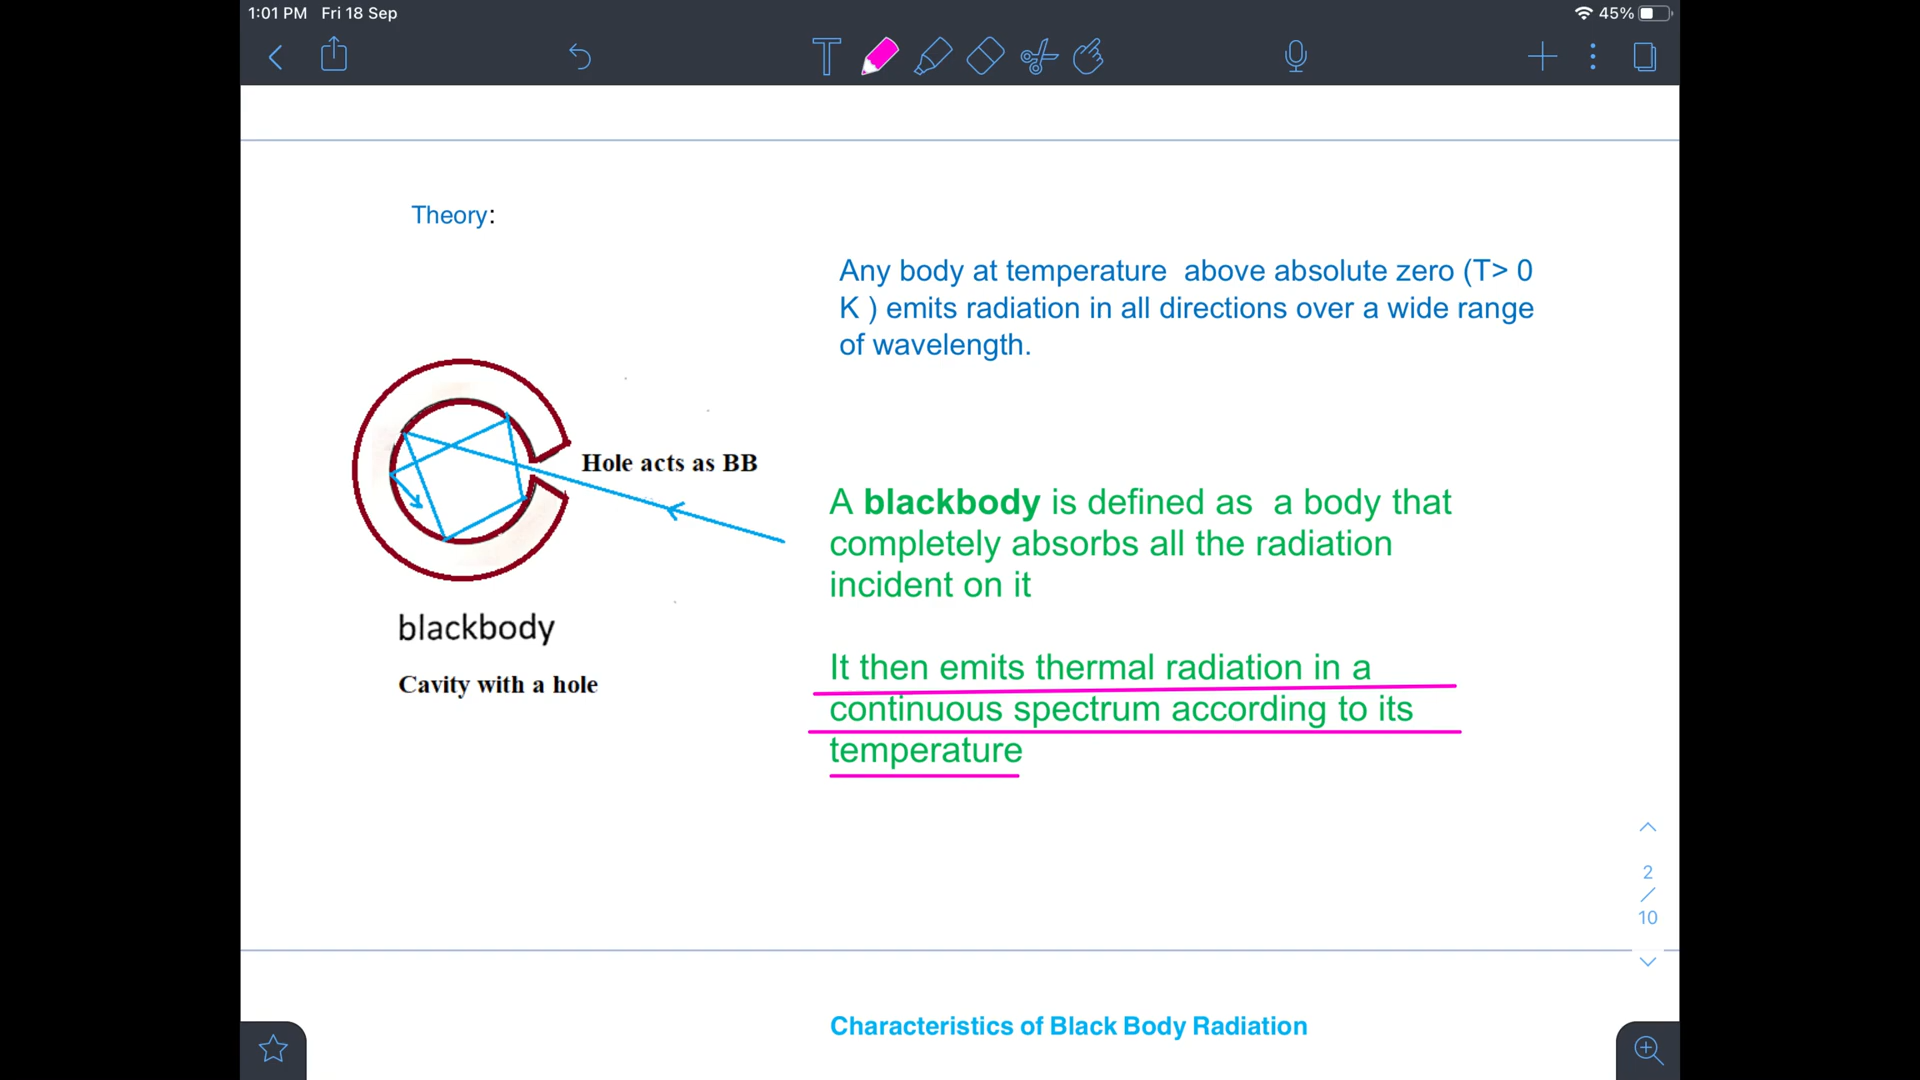 1:01 PM Fri 18 Sep
45%
T
Theory:
Any body at temperature above absolute zero (T> 0
K ) emits radiation in all directions over a wide range
of wavelength.
Hole acts as BB
A blackbody is defined as a body that
completely absorbs all the radiation
incident on it
blackbody
Cavity with a hole
It then emits thermal radiation in a
continuous spectrum according to its
temperature
2
/
10
Characteristics of Black Body Radiation